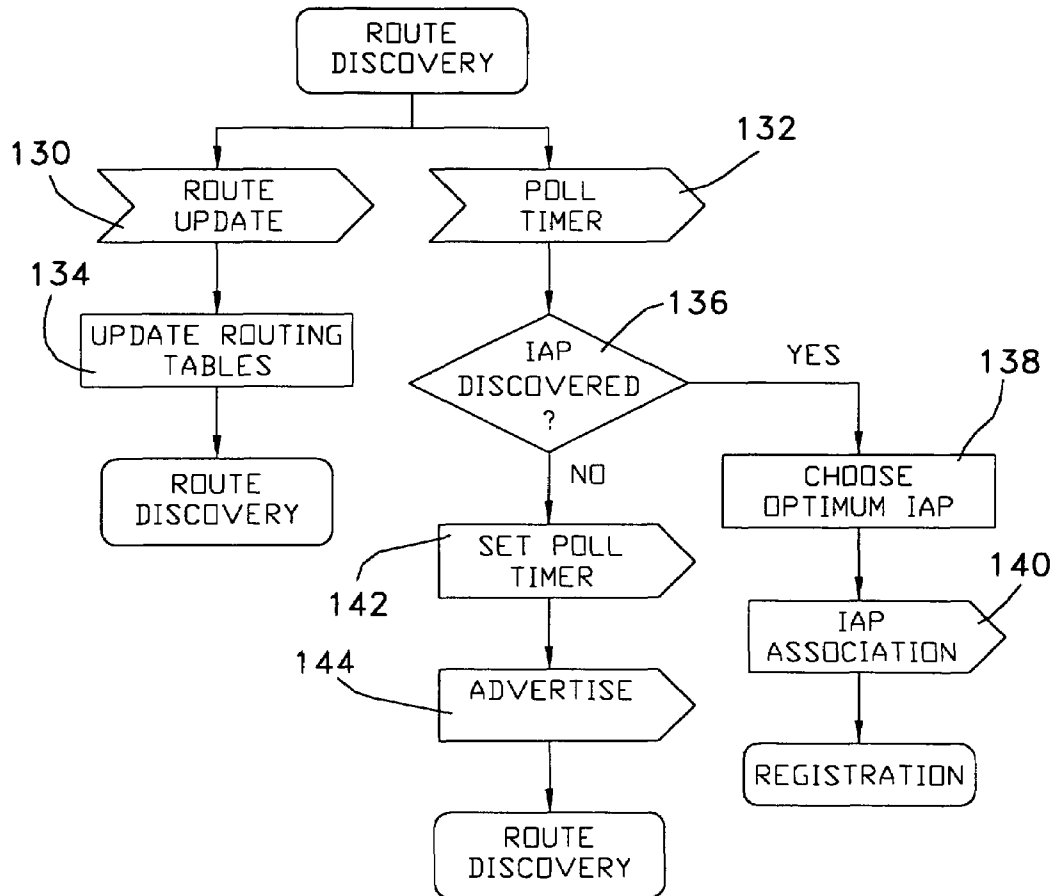 ROUTE
DISCOVERY
130
132
ROUTE
UPDATE
POLL
TIMER
134
136
UPDATE ROUTING
TABLES
IAP
DISCOVERED
?
YES
138
ROUTE
DISCOVERY
NO
CHOOSE
OPTIMUM IAP
SET POLL
TIMER
142
140
IAP
ASSOCIATION
144
ADVERTISE
REGISTRATION
ROUTE
DISCOVERY